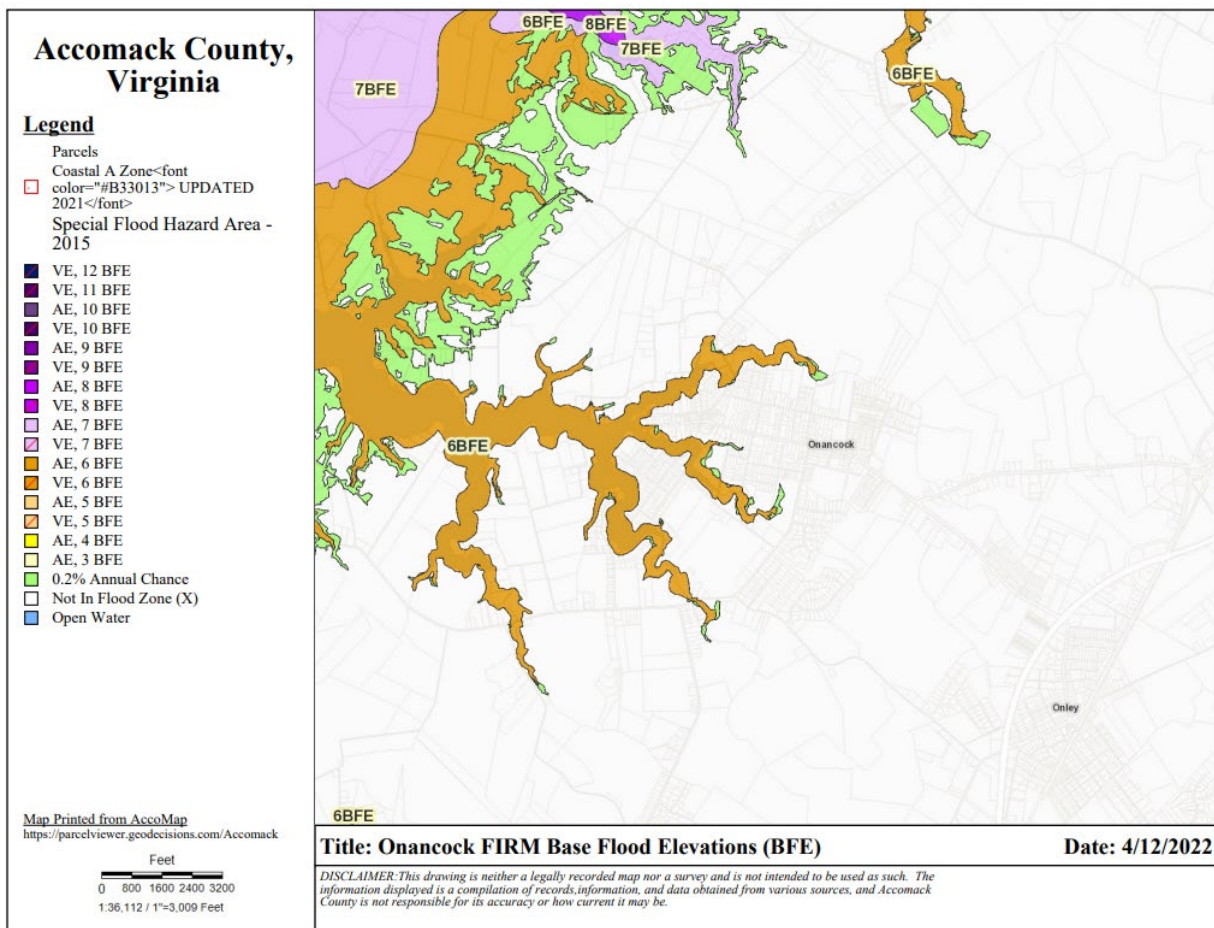 Accomack County,
Virginia
Legend
Parcels
Coastal A Zone<font
color="#B33013"> UPDATED
2021</font>
Special Flood Hazard Area -
2015
VE, 12 BFE
VE, 11 BFE
AE, 10 BFE
VE, 10 BFE
AE, 9 BFE
VE, 9 BFE
AE, 8 BFE
VE, 8 BFE
AE, 7 BFE
VE, 7 BFE
AE, 6 BFE
VE, 6 BFE
AE, 5 BFE
VE, 5 BFE
AE, 4 BFE
AE, 3 BFE
0.2% Annual Chance
Not In Flood Zone (X)
Open Water
Map Printed from AccoMap
https://parcelviewer.geodecisions.com/Accomack
Feet
0 800 1600 2400 3200
1:36,112 / 1"=3,009 Feet
6BFE
8BFE
7BFE
7BFE
6BFE
6BFE
Onancock
Onley
6BFE
Title: Onancock FIRM Base Flood Elevations (BFE)
Date: 4/12/2022
DISCLAIMER:This drawing is neither a legally recorded map nor a survey and is not intended to be used as such. The
information displayed is a compilation of records,information, and data obtained from various sources, and Accomack
County is not responsible for its accuracy or how current it may be.